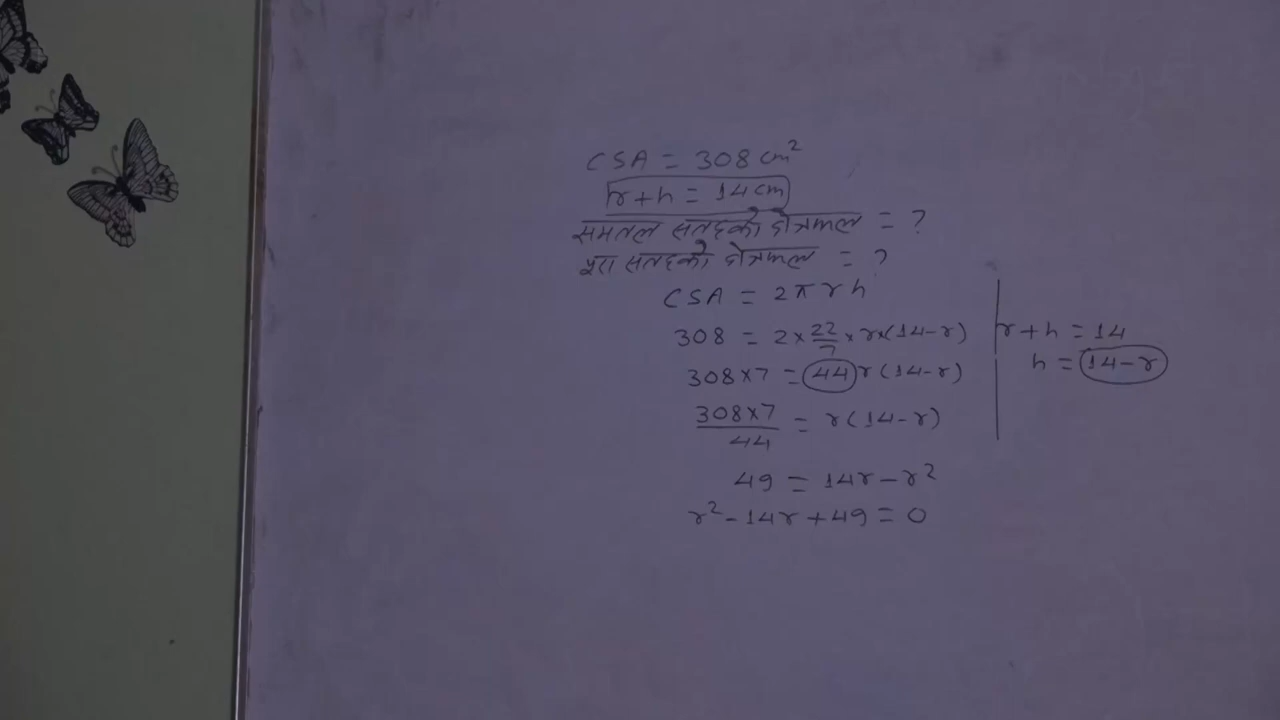 CSA = 308 cm²
r+h = 14 cm
समतल सतहको क्षेत्रफल = ?
पुरा सतहको क्षेत्रफल = ?
CSA = 2πrh
308 = 2×22/7×r×(14-r)
308×7 = 44r(14-r)
308×7/44 = r(14-r)
49 = 14r-r²
r²-14r+49=0
r+h = 14
h = 14-r